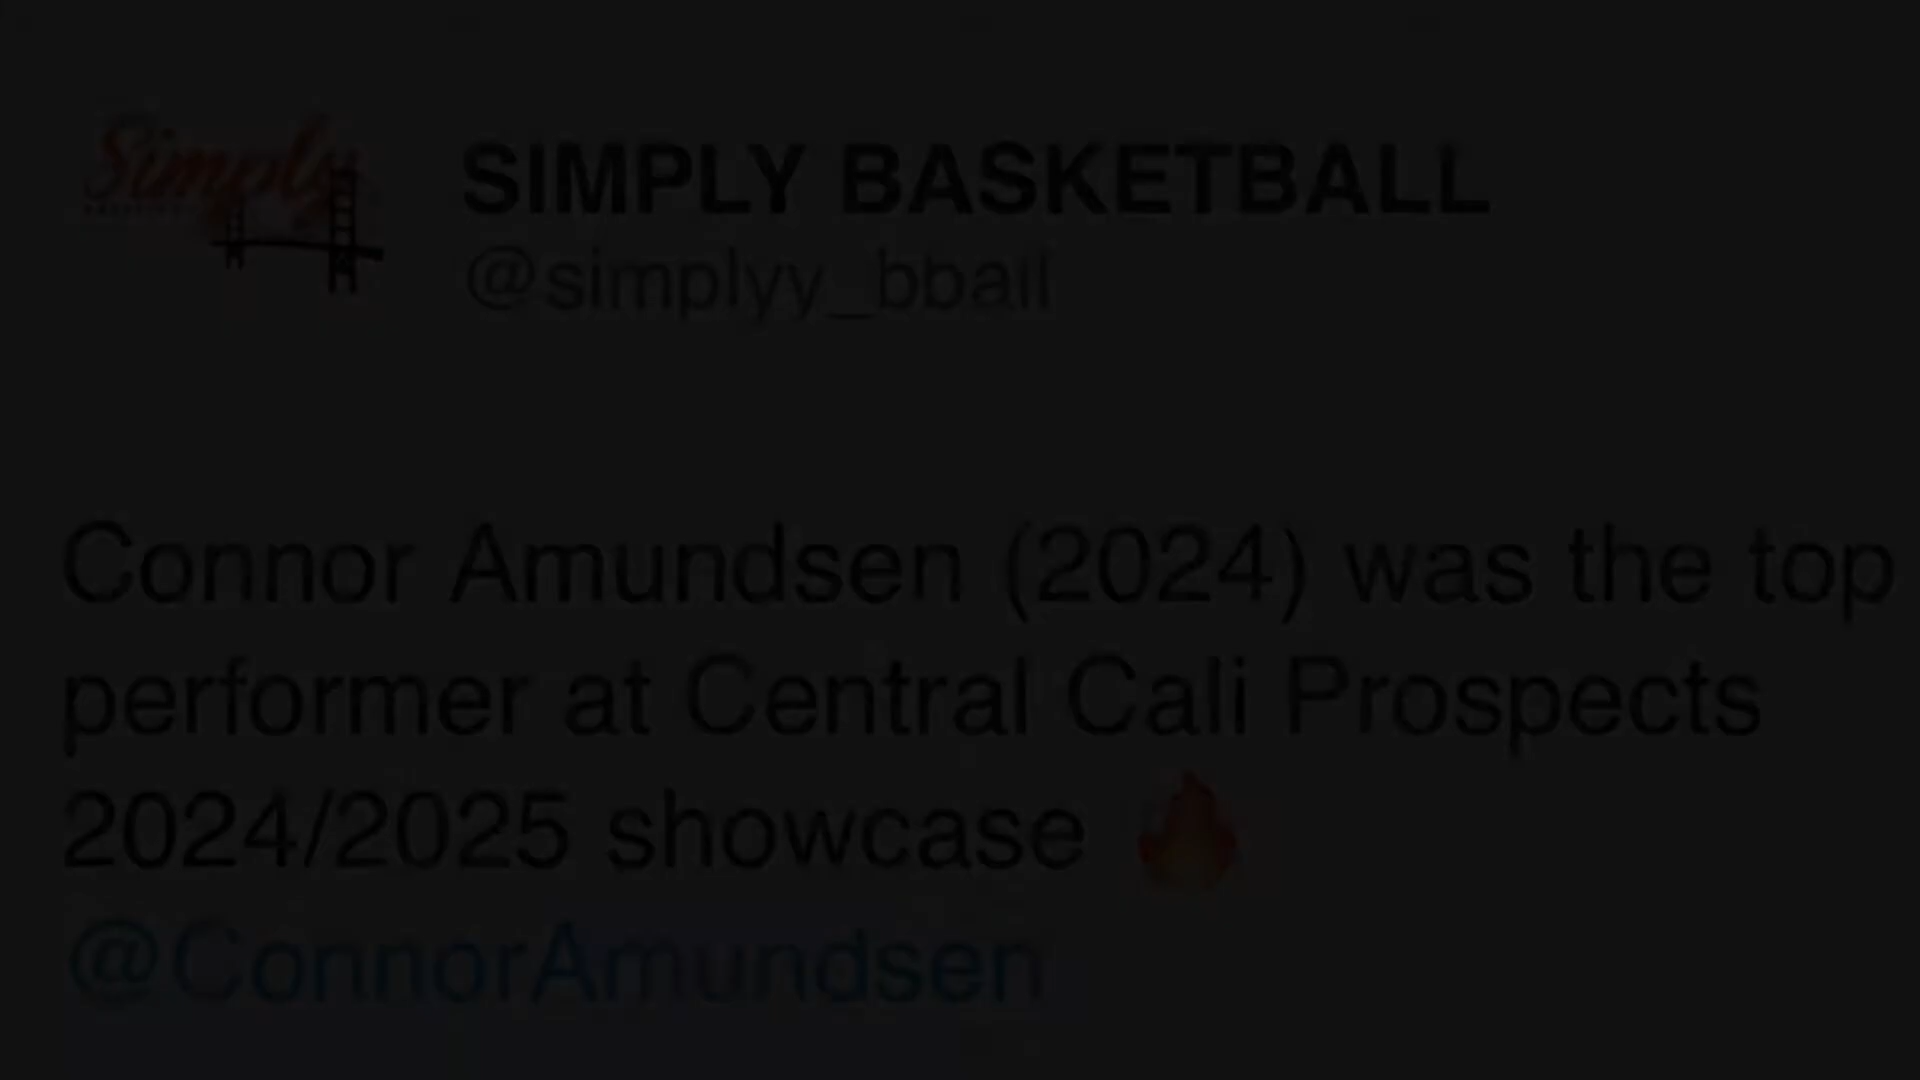 Simply
SIMPLY BASKETBALL
@simplyy_bball
Connor Amundsen (2024) was the top
performer at Central Cali Prospects
2024/2025 showcase 🔥
@ConnorAmundsen